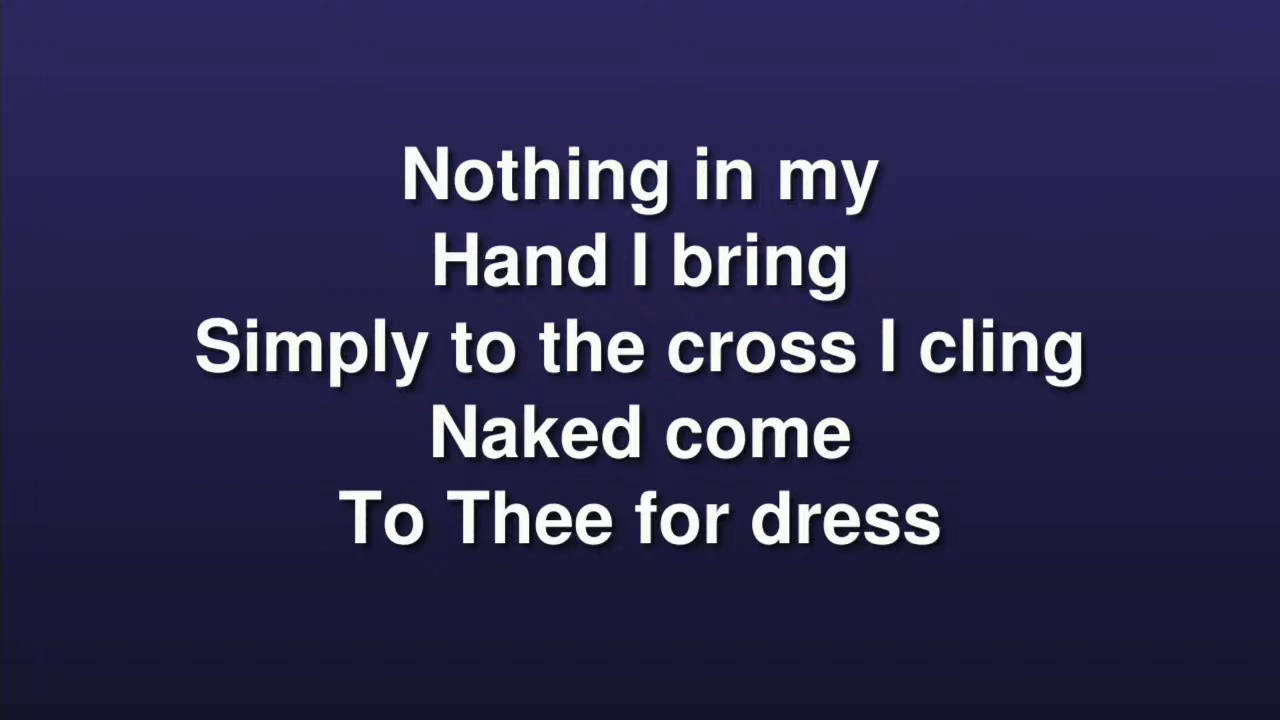 Nothing in my
Hand I bring
Simply to the cross I cling
Naked come
To Thee for dress